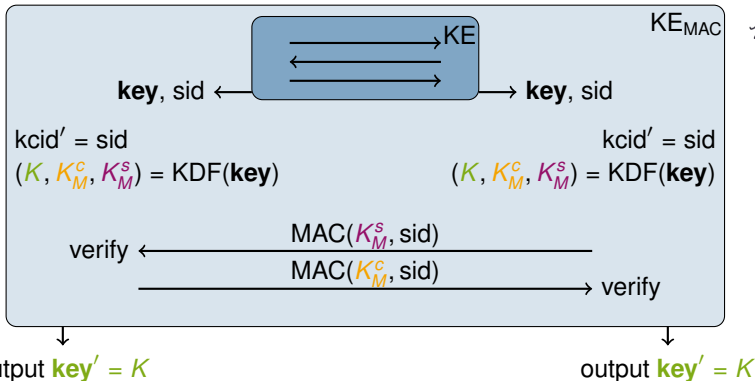 KE_MAC
KE
key, sid
key, sid
kcid′ = sid
kcid′ = sid
(K, K_M^c, K_M^s) = KDF(key)
(K, K_M^c, K_M^s) = KDF(key)
MAC(K_M^s, sid)
verify
MAC(K_M^c, sid)
verify
key′ = K
output key′ = K